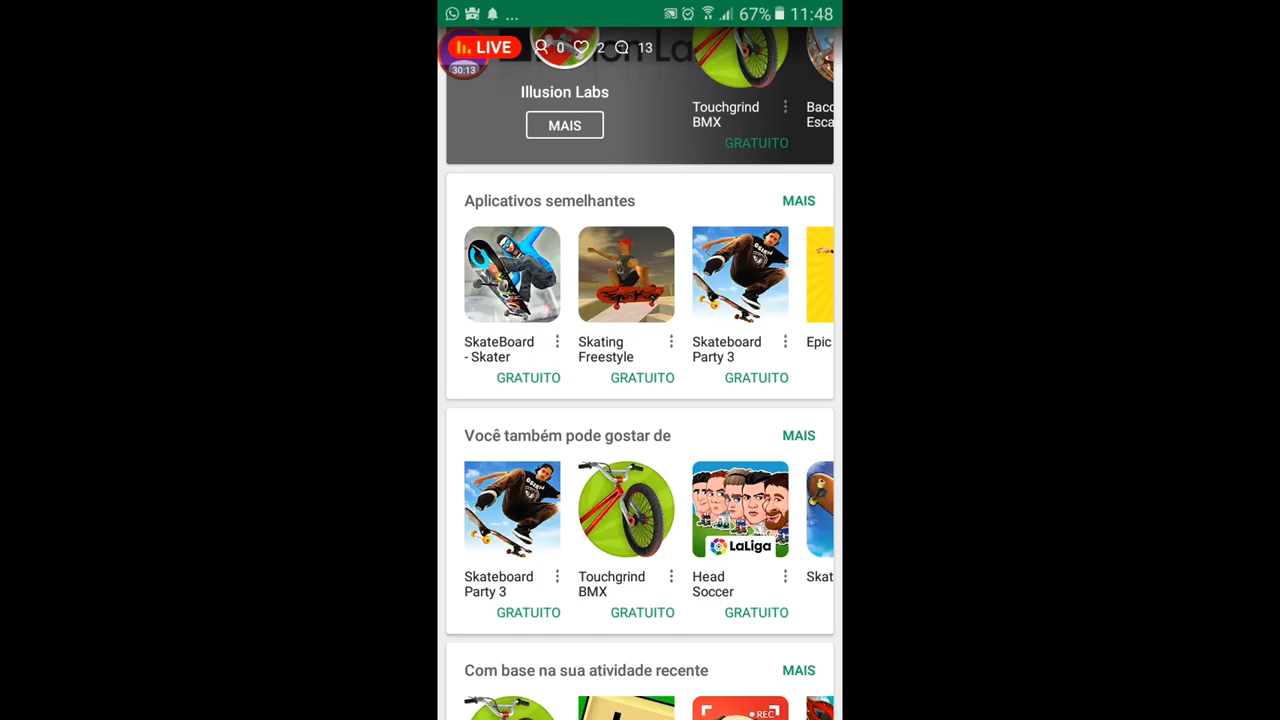 ... 67% 11:48
LIVE 0 2 13
30:13
Illusion Labs
MAIS
Touchgrind
BMX
GRATUITO
Aplicativos semelhantes MAIS
SkateBoard
- Skater
GRATUITO
Skating
Freestyle
GRATUITO
Skateboard
Party 3
GRATUITO
Epic
Você também pode gostar de MAIS
Skateboard
Party 3
GRATUITO
Touchgrind
BMX
GRATUITO
LaLiga
Head
Soccer
GRATUITO
Skat
Com base na sua atividade recente MAIS
REC